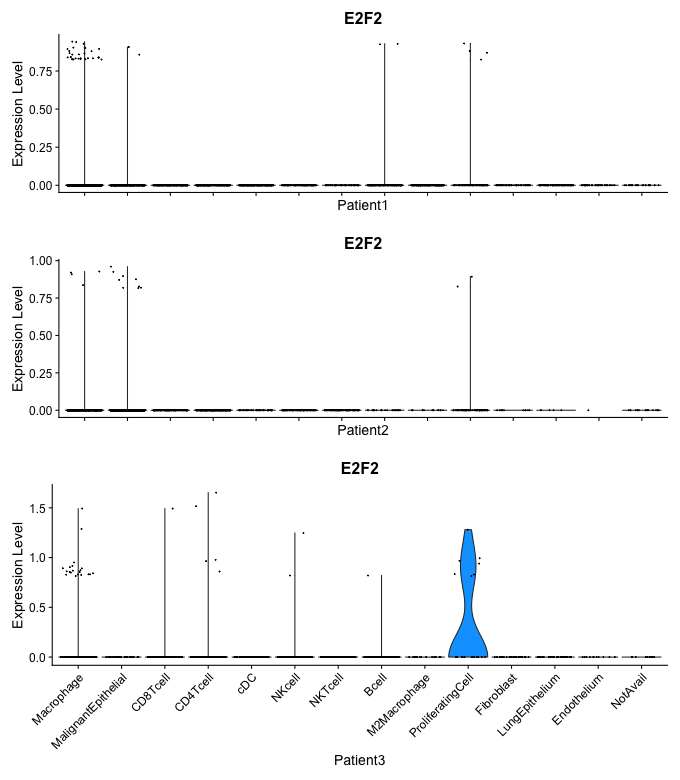 E2F2
Expression Level
0.75
0.50
0.25
0.00
Patient1
E2F2
Expression Level
1.00
0.75
0.50
0.25
0.00
Patient2
E2F2
Expression Level
1.5
1.0
0.5
0.0
Macrophage
MalignantEpithelial
CD8Tcell
CD4Tcell
cDC
NKcell
NKTcell
Bcell
M2Macrophage
ProliferatingCell
Fibroblast
LungEpithelium
Endothelium
NotAvail
Patient3